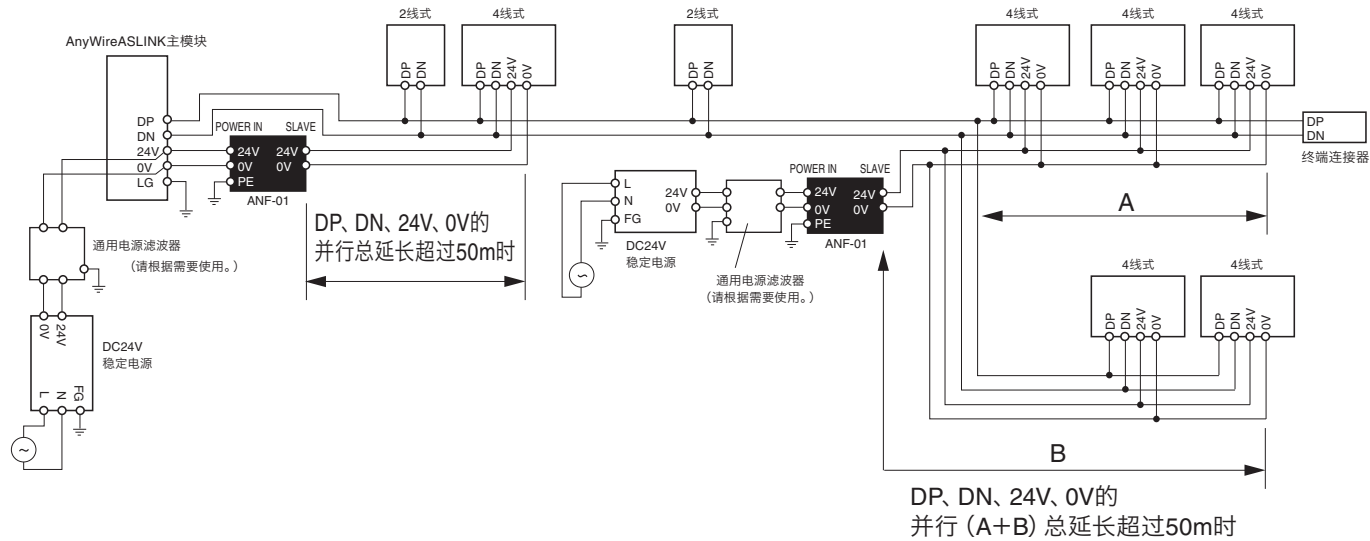 AnyWireASLINK主模块
DP
DN
24V
0V
LG
POWER IN SLAVE
24V 24V
0V 0V
PE
ANF-01
通用电源滤波器
（请根据需要使用。）
0V 24V
DC24V
稳定电源
L N FG
~
DP、DN、24V、0V的
并行总延长超过50m时
2线式
DP DN
4线式
DP DN 24V 0V
2线式
DP DN
L
N
FG
24V
0V
DC24V
稳定电源
~
通用电源滤波器
（请根据需要使用。）
POWER IN SLAVE
24V 24V
0V 0V
PE
ANF-01
4线式
DP DN 24V 0V
4线式
DP DN 24V 0V
4线式
DP DN 24V 0V
DP
DN
终端连接器
A
4线式
DP DN 24V 0V
4线式
DP DN 24V 0V
B
DP、DN、24V、0V的
并行（A+B）总延长超过50m时